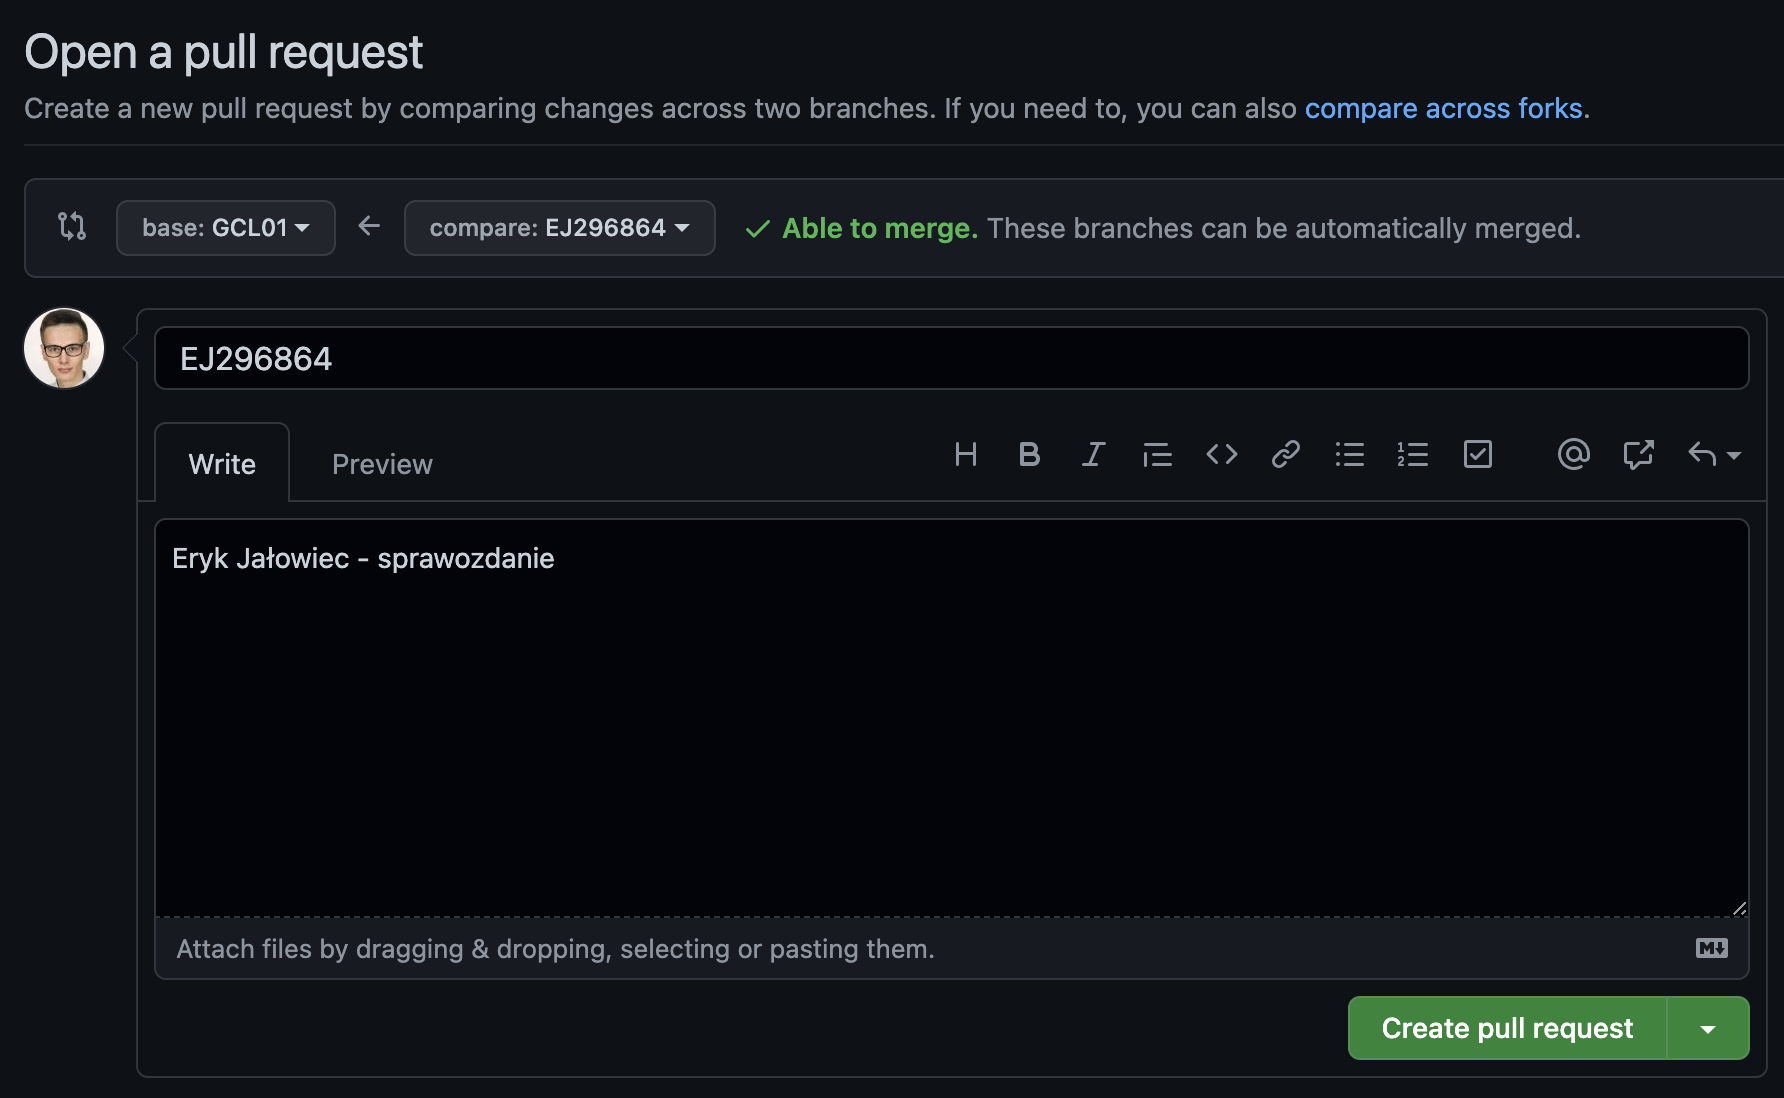 Open a pull request
Create a new pull request by comparing changes across two branches. If you need to, you can also compare across forks.
base: GCL01 compare: EJ296864 Able to merge. These branches can be automatically merged.
EJ296864
Write Preview
Eryk Jałowiec - sprawozdanie
Attach files by dragging & dropping, selecting or pasting them.
Create pull request